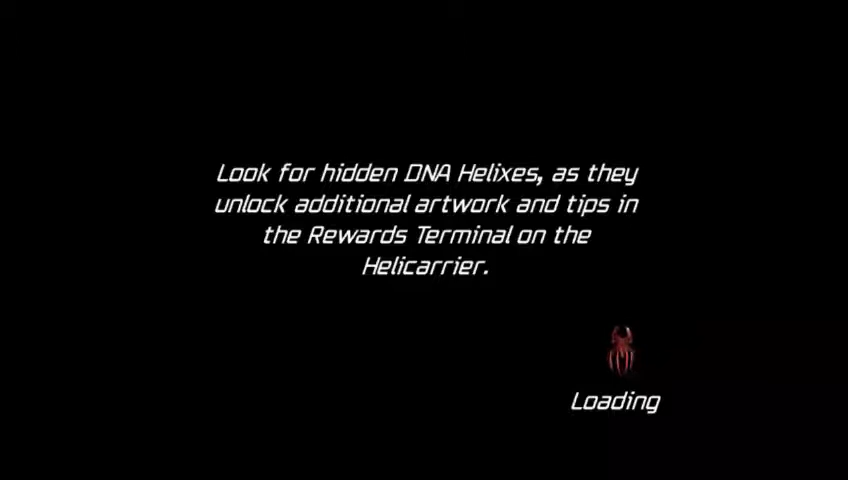 Look for hidden DNA Helixes, as they
unlock additional artwork and tips in
the Rewards Terminal on the
Helicarrier.
Loading